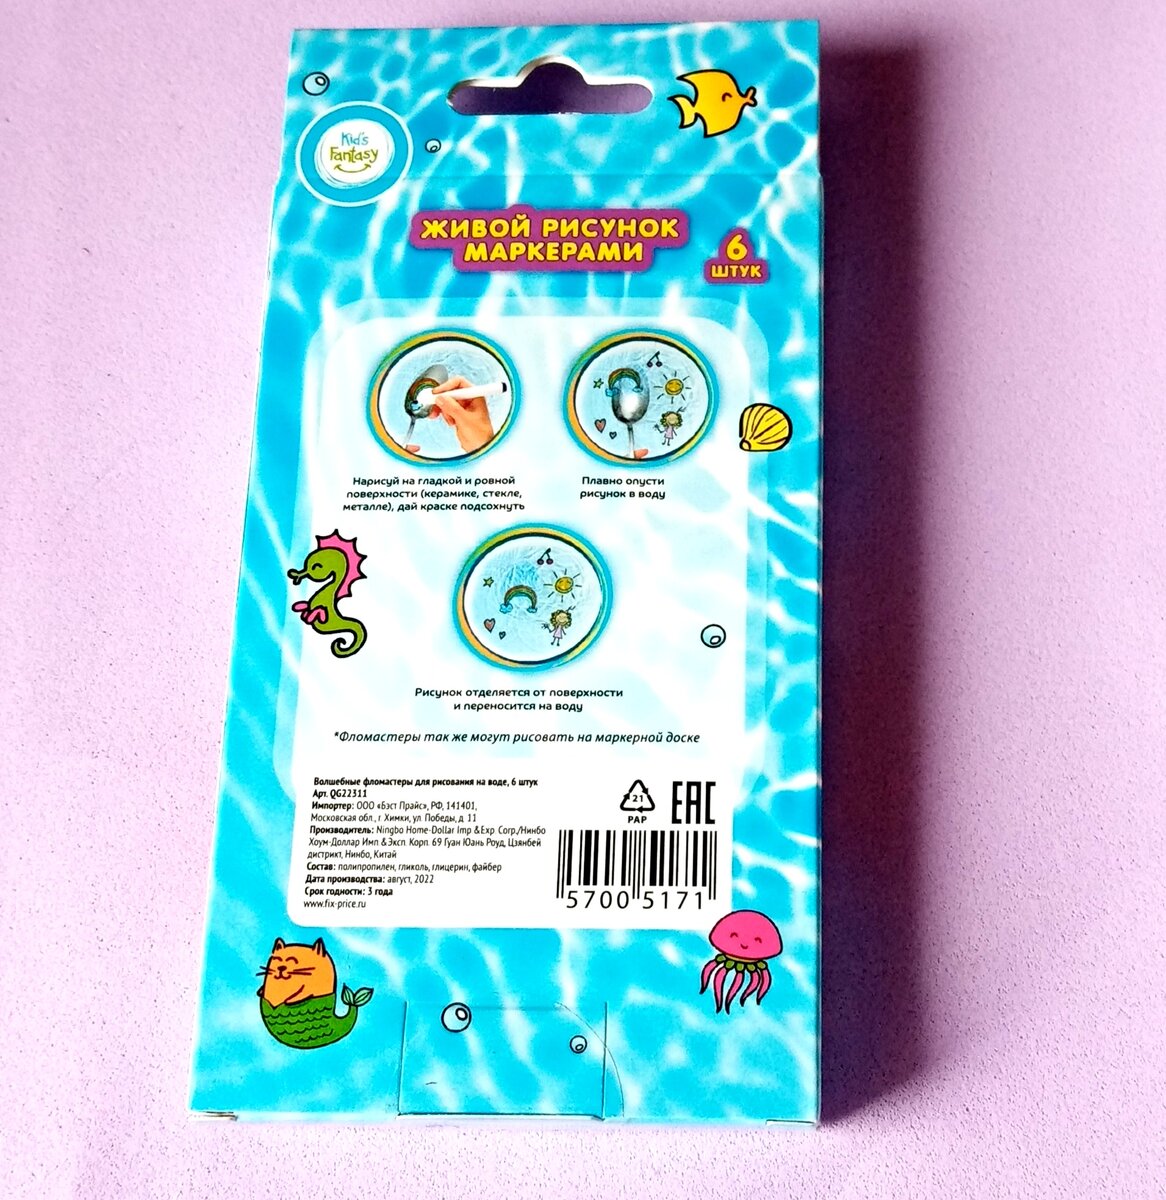 Kid's
Fantasy
ЖИВОЙ РИСУНОК
МАРКЕРАМИ
6
ШТУК
Нарисуй на гладкой и ровной
поверхности (керамике, стекле,
металле), дай краске подсохнуть
Плавно опусти
рисунок в воду
Рисунок отделяется от поверхности
и переносится на воду
*Фломастеры так же могут рисовать на маркерной доске
Волшебные фломастеры для рисования на воде, 6 штук
Арт. QG22311
Импортер: ООО «Бэст Прайс», РФ, 141401,
Московская обл., г. Химки, ул. Победы, д. 11
Производитель: Ningbo Home-Dollar Imp &Exp Corp./Нинбо
Хоум-Доллар Имп &Эксп. Корп. 69 Гуан Юань Роуд, Цзянбей
дистрикт, Нинбо, Китай
Состав: полипропилен, гликоль, глицерин, файбер
Дата производства: август, 2022
Срок годности: 3 года
www.fix-price.ru
21
PAP
EAC
5700 5171